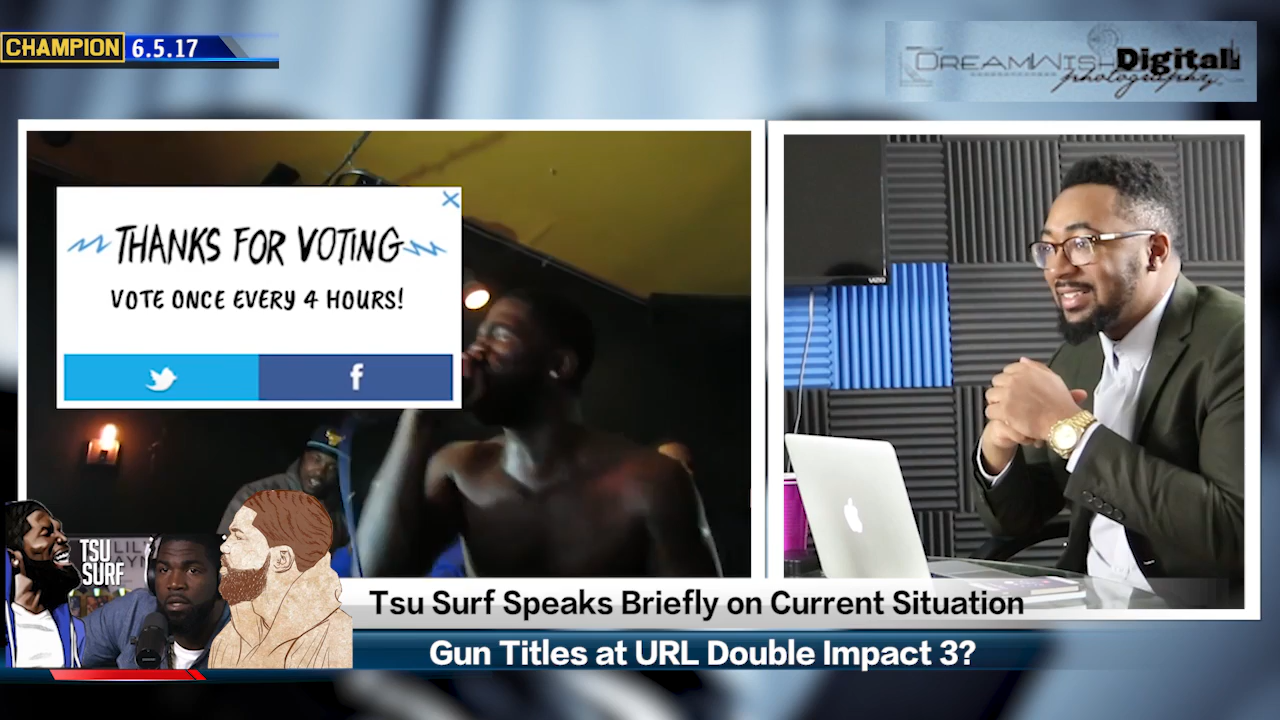 CHAMPION 6.5.17
DREAMWISH Digital
photography
THANKS FOR VOTING
VOTE ONCE EVERY 4 HOURS!
f
VIZIO
TSU
SURF
Tsu Surf Speaks Briefly on Current Situation
Gun Titles at URL Double Impact 3?